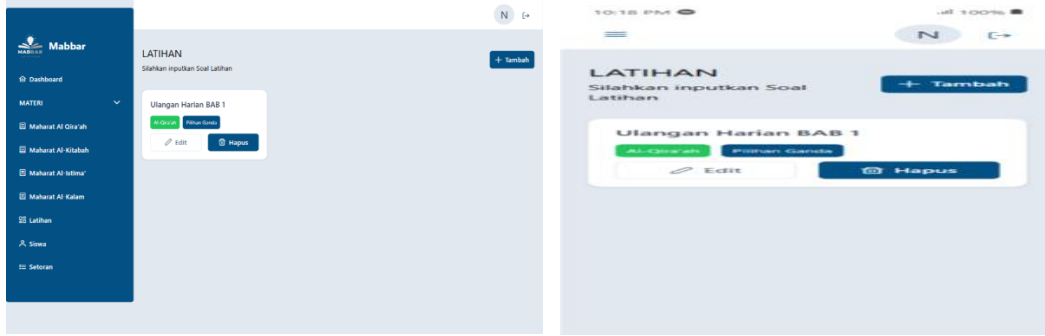 N
MABBAR
Mabbar
Dashboard
MATERI
Maharat Al Qira'ah
Maharat Al-Kitabah
Maharat Al-Istima'
Maharat Al-Kalam
Latihan
Siswa
Setoran
LATIHAN
Silahkan inputkan Soal Latihan
+ Tambah
Ulangan Harian BAB 1
Al-Qira'ah Pilihan Ganda
Edit Hapus
10:18 PM
100%
N
LATIHAN
Silahkan inputkan Soal
Latihan
+ Tambah
Ulangan Harian BAB 1
Al-Qira'ah Pilihan Ganda
Edit Hapus